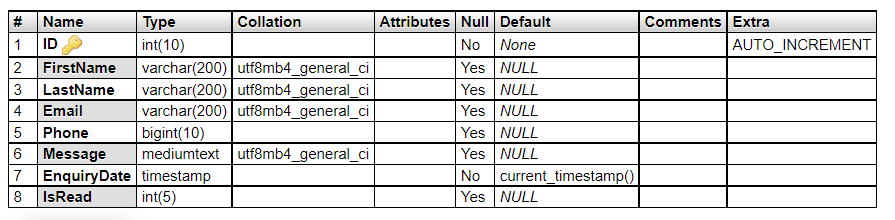 # Name Type Collation Attributes Null Default Comments Extra
1 ID int(10) No None AUTO_INCREMENT
2 FirstName varchar(200) utf8mb4_general_ci Yes NULL
3 LastName varchar(200) utf8mb4_general_ci Yes NULL
4 Email varchar(200) utf8mb4_general_ci Yes NULL
5 Phone bigint(10) Yes NULL
6 Message mediumtext utf8mb4_general_ci Yes NULL
7 EnquiryDate timestamp No current_timestamp()
8 IsRead int(5) Yes NULL